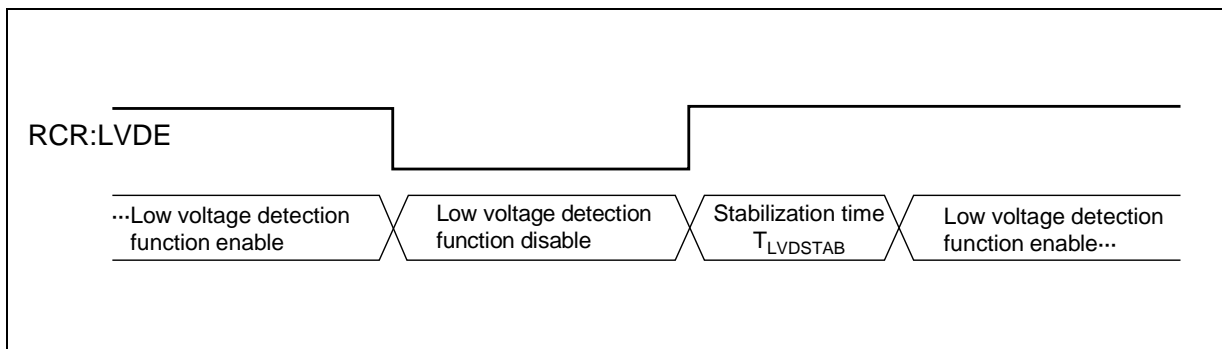 RCR:LVDE
···Low voltage detection
function enable
Low voltage detection
function disable
Stabilization time
TLVDSTAB
Low voltage detection
function enable···